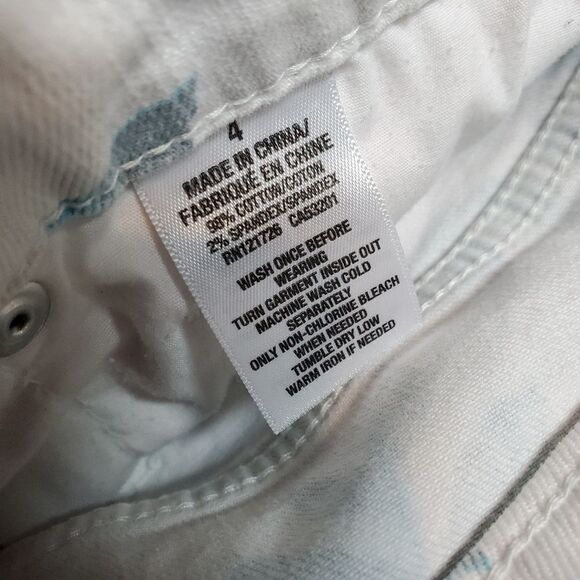 4
MADE IN CHINA/
FABRIQUÉ EN CHINE
98% COTTON/COTON
2% SPANDEX/SPANDEX
RN121726 CA53201
WASH ONCE BEFORE
WEARING
TURN GARMENT INSIDE OUT
MACHINE WASH COLD
SEPARATELY
ONLY NON-CHLORINE BLEACH
WHEN NEEDED
TUMBLE DRY LOW
WARM IRON IF NEEDED